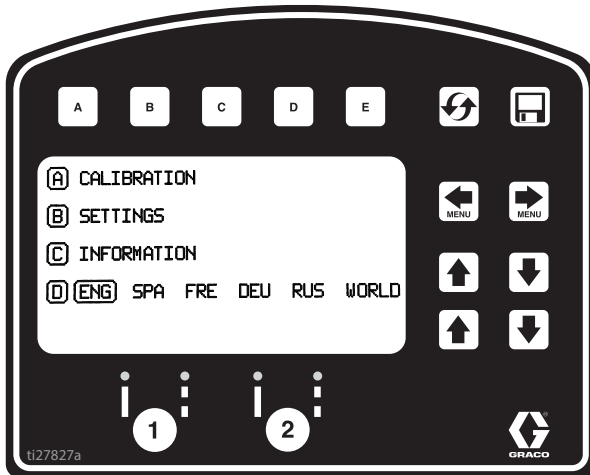 A B C D E
A CALIBRATION
MENU MENU
B SETTINGS
C INFORMATION
D ENG SPA FRE DEU RUS WORLD
1 2
ti27827a
GRACO